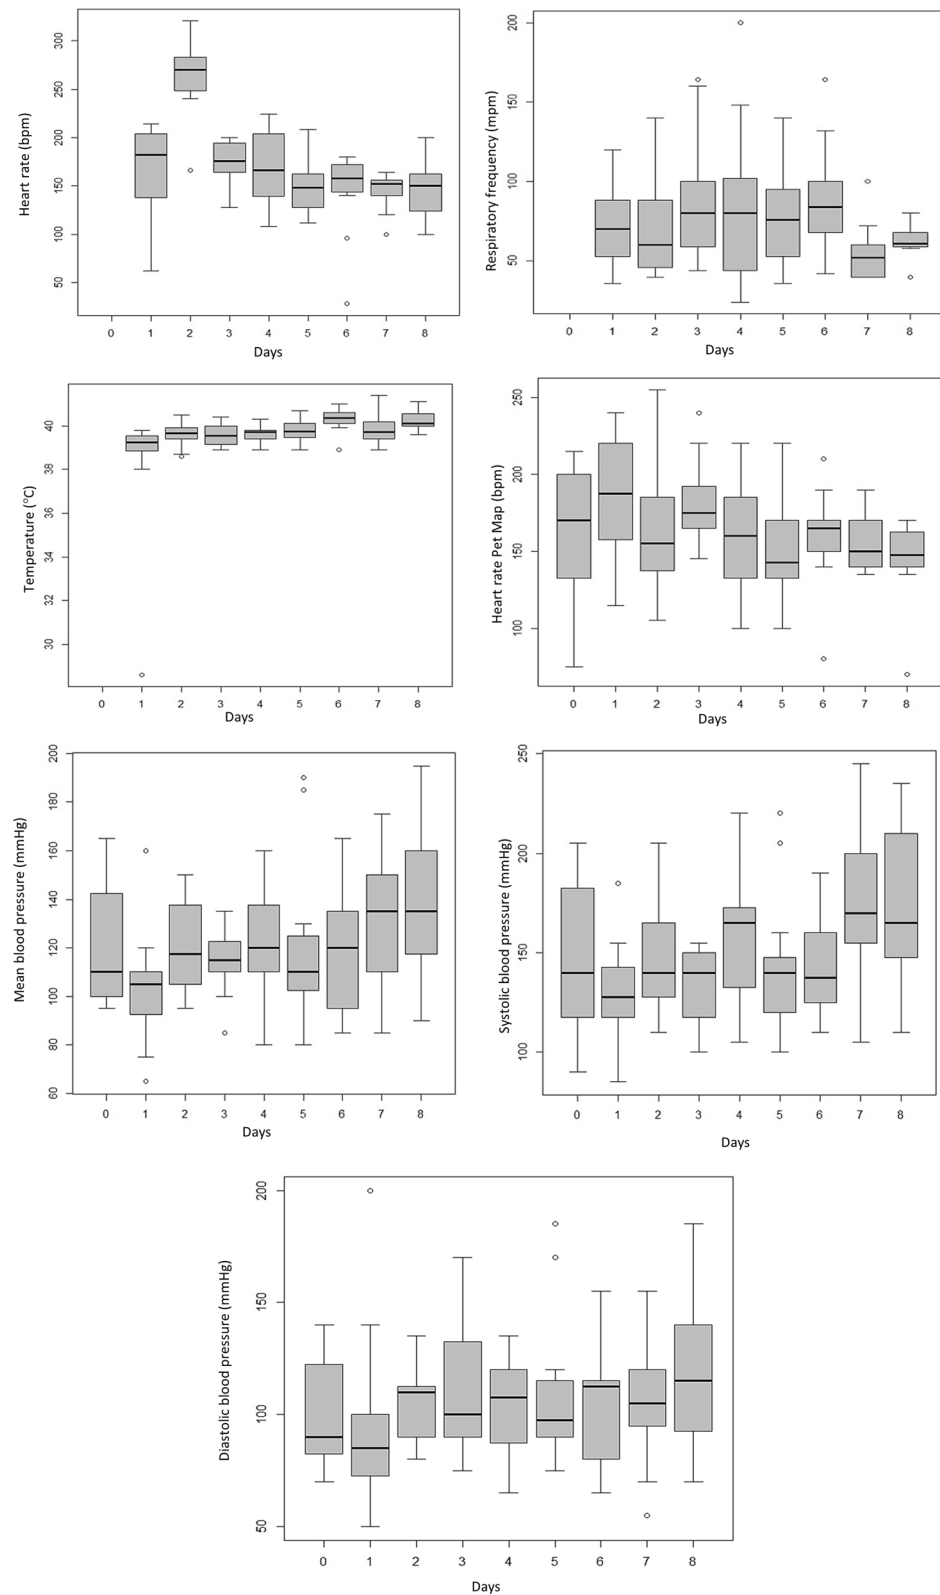 Heart rate (bpm)
300
250
200
150
100
50
0 1 2 3 4 5 6 7 8
Days
Respiratory frequency (mpm)
200
150
100
50
0 1 2 3 4 5 6 7 8
Days
Temperature (°C)
40
38
36
34
32
30
0 1 2 3 4 5 6 7 8
Days
Heart rate Pet Map (bpm)
250
200
150
100
0 1 2 3 4 5 6 7 8
Days
Mean blood pressure (mmHg)
200
180
160
140
120
100
80
60
0 1 2 3 4 5 6 7 8
Days
Systolic blood pressure (mmHg)
250
200
150
100
0 1 2 3 4 5 6 7 8
Days
Diastolic blood pressure (mmHg)
200
150
100
50
0 1 2 3 4 5 6 7 8
Days